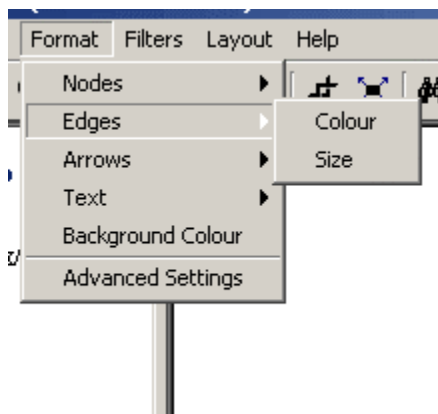 Format Filters Layout Help
Nodes
Edges
Colour
Arrows
Size
Text
Background Colour
Advanced Settings